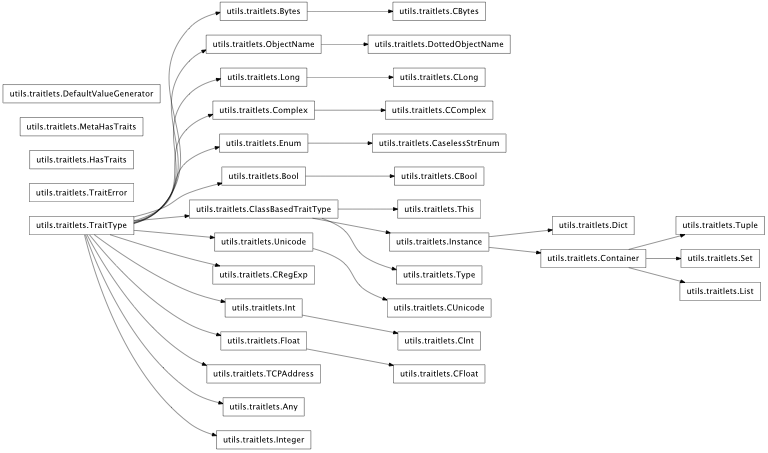 utils.traitlets.Bytes
utils.traitlets.CBytes
utils.traitlets.ObjectName
utils.traitlets.DottedObjectName
utils.traitlets.Long
utils.traitlets.CLong
utils.traitlets.DefaultValueGenerator
utils.traitlets.Complex
utils.traitlets.CComplex
utils.traitlets.MetaHasTraits
utils.traitlets.Enum
utils.traitlets.CaselessStrEnum
utils.traitlets.HasTraits
utils.traitlets.Bool
utils.traitlets.CBool
utils.traitlets.TraitError
utils.traitlets.ClassBasedTraitType
utils.traitlets.This
utils.traitlets.TraitType
utils.traitlets.Dict
utils.traitlets.Tuple
utils.traitlets.Unicode
utils.traitlets.Instance
utils.traitlets.Container
utils.traitlets.Set
utils.traitlets.CRegExp
utils.traitlets.Type
utils.traitlets.List
utils.traitlets.Int
utils.traitlets.CUnicode
utils.traitlets.Float
utils.traitlets.CInt
utils.traitlets.TCPAddress
utils.traitlets.CFloat
utils.traitlets.Any
utils.traitlets.Integer